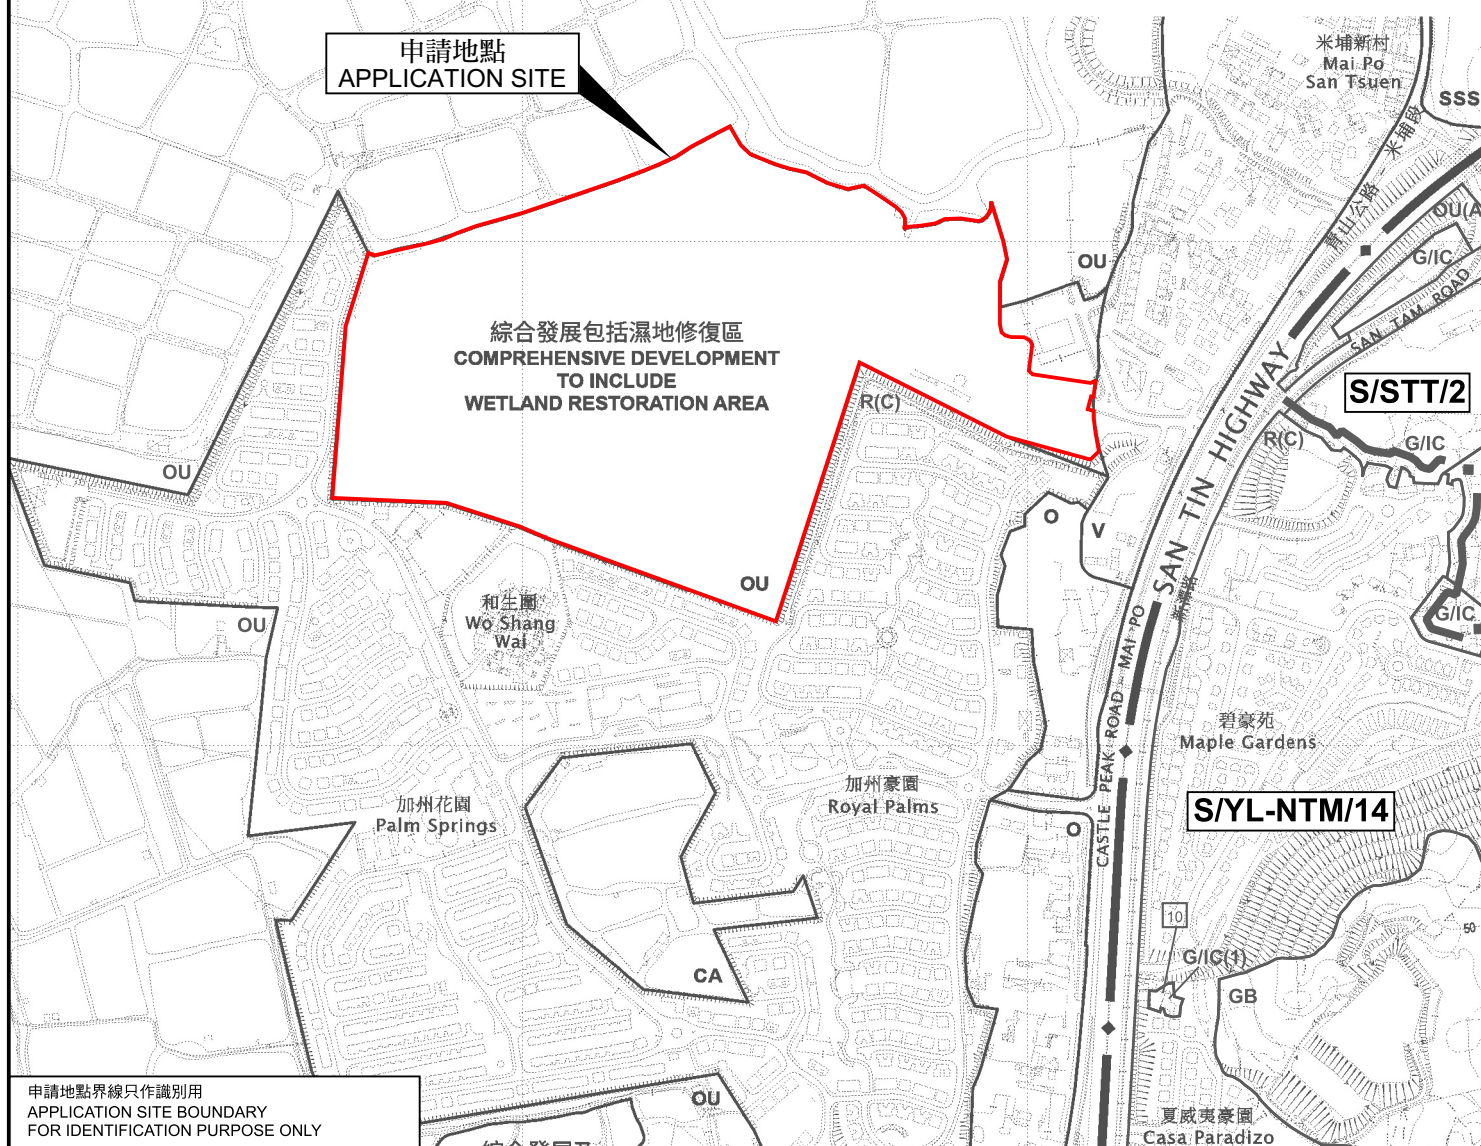 申請地點
APPLICATION SITE
米埔新村
Mai Po
San Tsuen
SSS
青山公路 - 米埔段
OU(A
G/IC
SAN TAM ROAD
OU
綜合發展包括濕地修復區
COMPREHENSIVE DEVELOPMENT
TO INCLUDE
WETLAND RESTORATION AREA
R(C)
S/STT/2
SAN TIN HIGHWAY
R(C)
G/IC
OU
O
V
OU
和生圍
Wo Shang
Wai
OU
G/IC
CASTLE PEAK ROAD - MAI PO
碧豪苑
Maple Gardens
加州花園
Palm Springs
加州豪園
Royal Palms
O
S/YL-NTM/14
10
50
G/IC(1)
CA
GB
申請地點界線只作識別用
APPLICATION SITE BOUNDARY
FOR IDENTIFICATION PURPOSE ONLY
OU
夏威夷豪園
Casa Paradizo